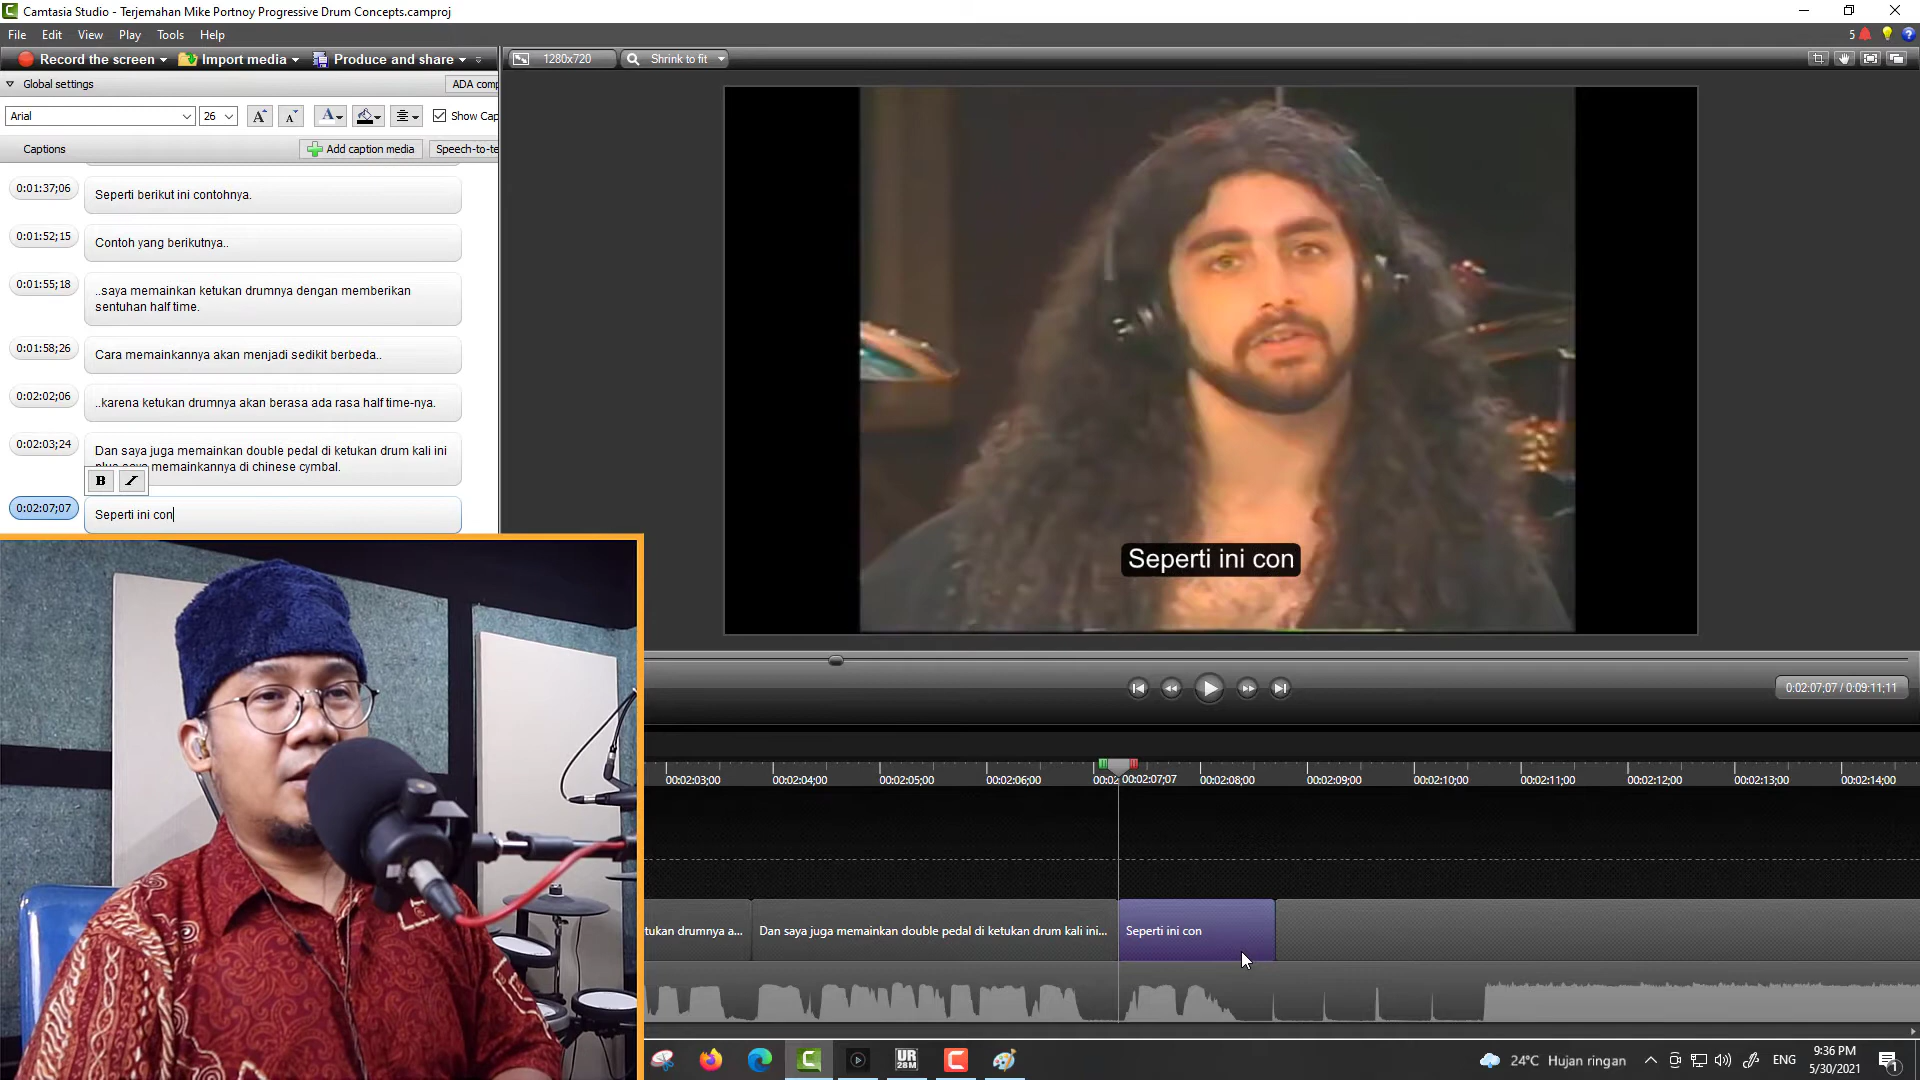 Camtasia Studio - Terjemahan Mike Portnoy Progressive Drum Concepts.camproj
File Edit View Play Tools Help
5
Record the screen Import media Produce and share
1280x720 Shrink to fit
Global settings
ADA comp
Arial 26
Show Cap
Captions
Add caption media
Speech-to-te
0:01:37;06 Seperti berikut ini contohnya.
0:01:52;15 Contoh yang berikutnya..
0:01:55;18 ..saya memainkan ketukan drumnya dengan memberikan
sentuhan half time.
0:01:58;26 Cara memainkannya akan menjadi sedikit berbeda..
0:02:02;06 ..karena ketukan drumnya akan berasa ada rasa half time-nya.
0:02:03;24 Dan saya juga memainkan double pedal di ketukan drum kali ini
memainkannya di chinese cymbal.
B I
0:02:07;07 Seperti ini con
Seperti ini con
0:02:07;07 / 0:09:11;11
00:02:03;00 00:02:04;00 00:02:05;00 00:02:06;00 00:02: 00:02:07;07 00:02:08;00 00:02:09;00 00:02:10;00 00:02:11;00 00:02:12;00 00:02:13;00 00:02:14;00
tukan drumnya a... Dan saya juga memainkan double pedal di ketukan drum kali ini... Seperti ini con
UR
28M
24°C Hujan ringan
ENG
9:36 PM
5/30/2021
1